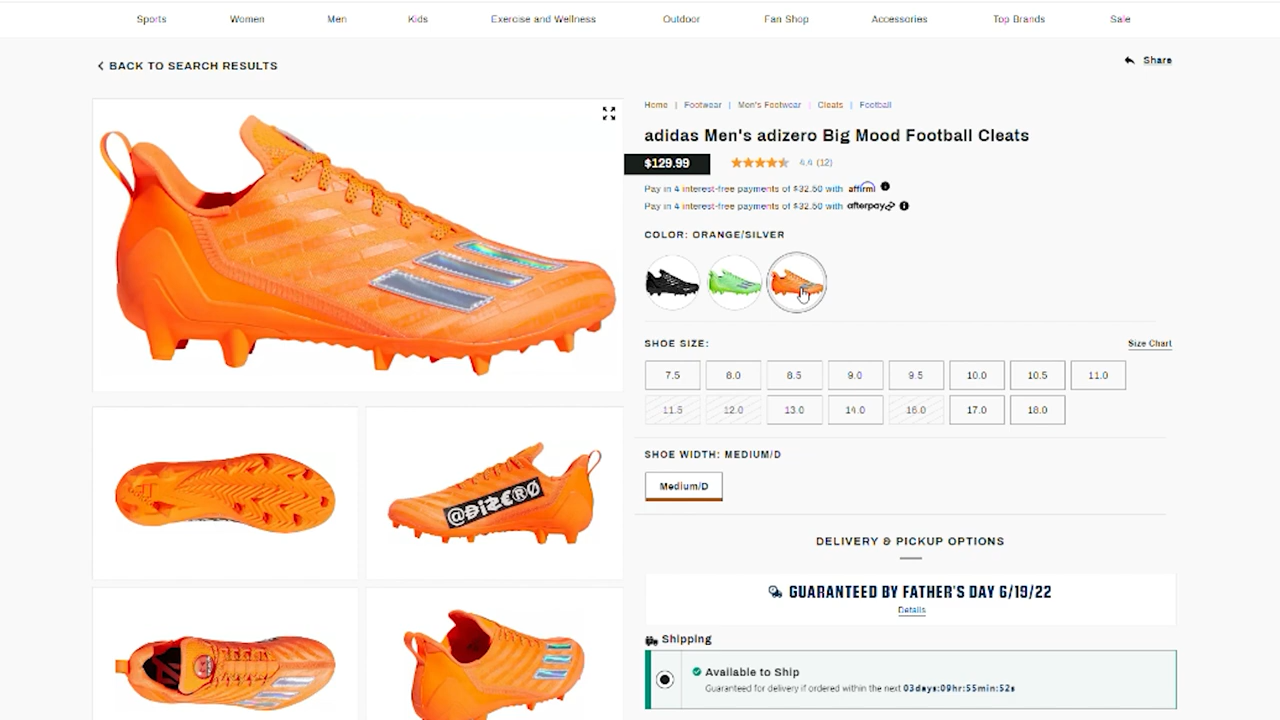 Sports Women Men Kids Exercise and Wellness Outdoor Fan Shop Accessories Top Brands Sale
BACK TO SEARCH RESULTS
Share
Home | Footwear | Men's Footwear | Cleats | Football
adidas Men's adizero Big Mood Football Cleats
$129.99
4.4 (12)
Pay in 4 interest-free payments of $32.50 with affirm
Pay in 4 interest-free payments of $32.50 with afterpay
COLOR: ORANGE/SILVER
SHOE SIZE:
Size Chart
7.5 8.0 8.5 9.0 9.5 10.0 10.5 11.0
11.5 12.0 13.0 14.0 16.0 17.0 18.0
SHOE WIDTH: MEDIUM/D
Medium/D
@DIZERØ
DELIVERY & PICKUP OPTIONS
GUARANTEED BY FATHER'S DAY 6/19/22
Details
Shipping
Available to Ship
Guaranteed for delivery if ordered within the next 03days:09hr:55min:52s